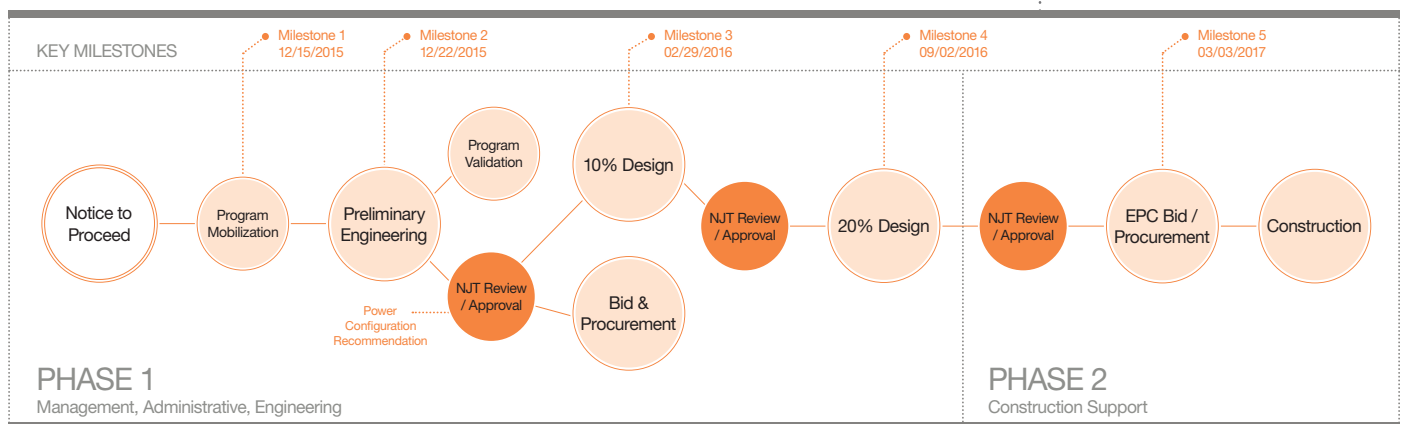 KEY MILESTONES
Milestone 1
12/15/2015
Milestone 2
12/22/2015
Milestone 3
02/29/2016
Milestone 4
09/02/2016
Milestone 5
03/03/2017
Notice to
Proceed
Program
Mobilization
Preliminary
Engineering
Program
Validation
NJT Review
/ Approval
Power
Configuration
Recommendation
10% Design
Bid &
Procurement
NJT Review
/ Approval
20% Design
NJT Review
/ Approval
EPC Bid /
Procurement
Construction
PHASE 1
Management, Administrative, Engineering
PHASE 2
Construction Support